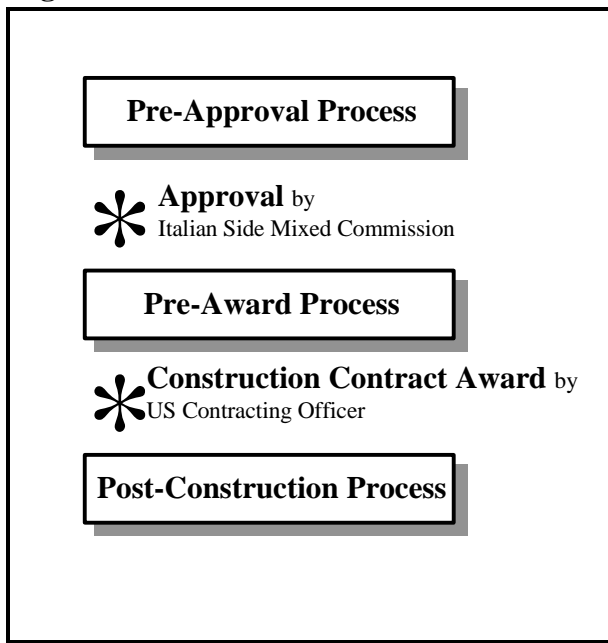 Pre-Approval Process
Approval by
Italian Side Mixed Commission
Pre-Award Process
Construction Contract Award by
US Contracting Officer
Post-Construction Process